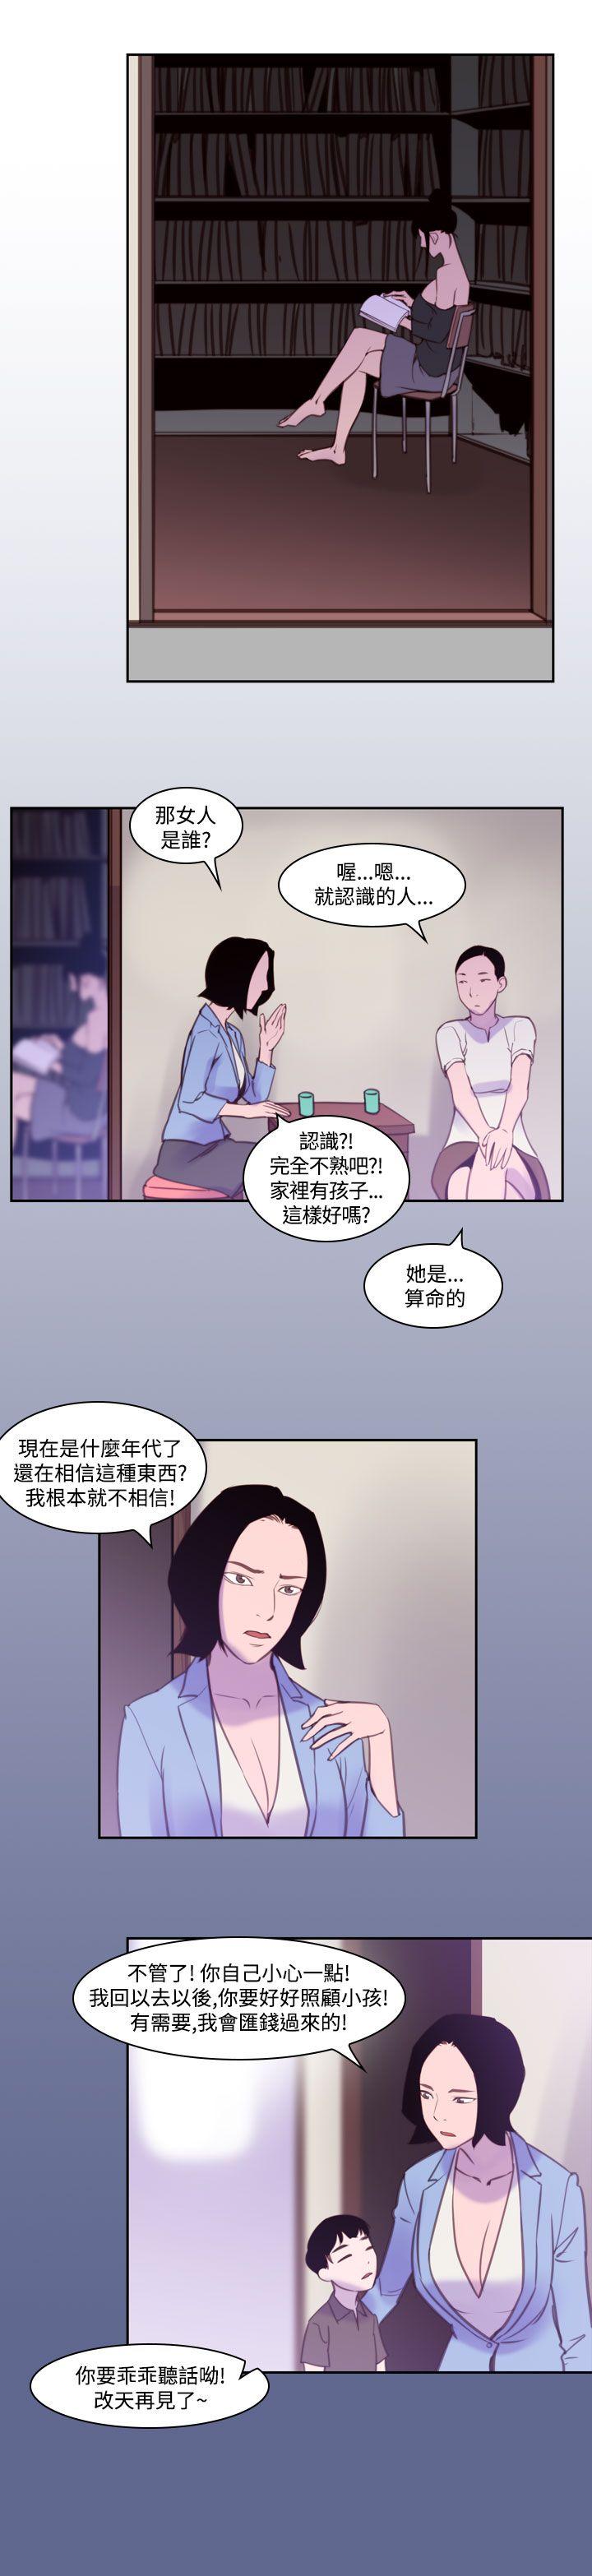 那女人
是誰?
喔...嗯...
就認識的人...
認識?!
完全不熟吧?!
家裡有孩子...
這樣好嗎?
她是...
算命的
現在是什麼年代了
還在相信這種東西?
我根本就不相信!
不管了! 你自己小心一點!
我回以去以後,你要好好照顧小孩!
有需要,我會匯錢過來的!
你要乖乖聽話呦!
改天再見了~